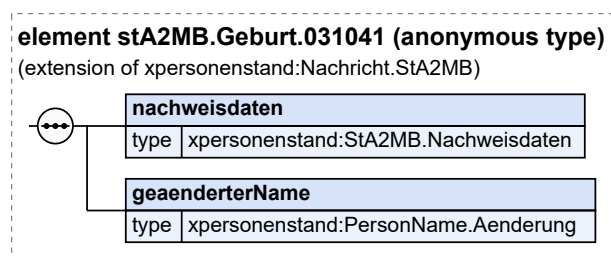 element stA2MB.Geburt.031041 (anonymous type)
(extension of xpersonenstand:Nachricht.StA2MB)
nachweisdaten
type xpersonenstand:StA2MB.Nachweisdaten
geaenderterName
type xpersonenstand:PersonName.Aenderung